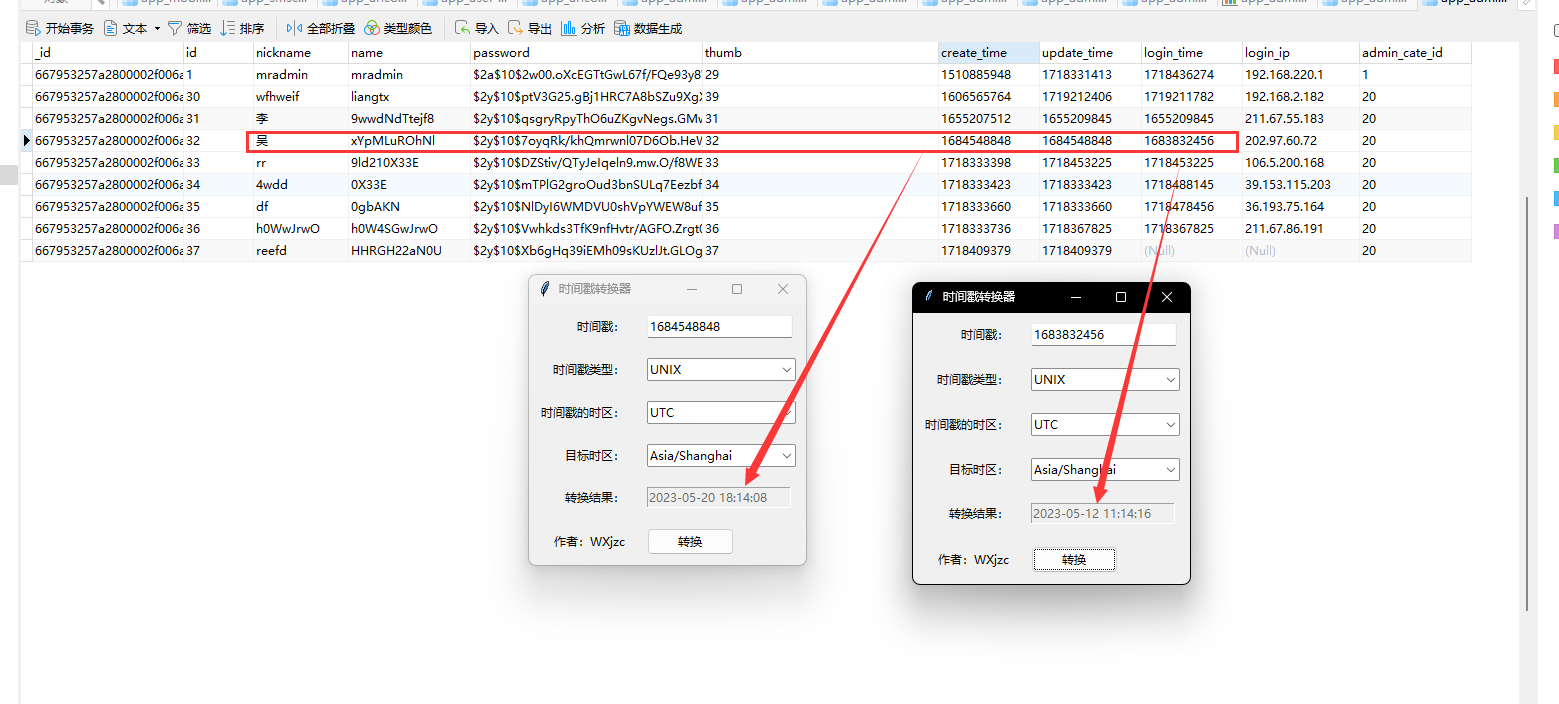 开始事务 文本 筛选 排序 全部折叠 类型颜色 导入 导出 分析 数据生成
_id id nickname name password thumb create_time update_time login_time login_ip admin_cate_id
667953257a2800002f006a 1 mradmin mradmin $2a$10$2w00.oXcEGTtGwL67f/FQe93y8 29 1510885948 1718331413 1718436274 192.168.220.1 1
667953257a2800002f006a 30 wfhweif liangtx $2y$10$ptV3G25.gBj1HRC7A8bSZu9Xg 39 1606565764 1719212406 1719211782 192.168.2.182 20
667953257a2800002f006a 31 李 9wwdNdTtejf8 $2y$10$qsgryRpyThO6uZKgvNegs.GM 31 1655207512 1655209845 1655209845 211.67.55.183 20
667953257a2800002f006a 32 吴 xYpMLuROhNl $2y$10$7oyqRk/khQmrwnl07D6Ob.HeV 32 1684548848 1684548848 1683832456 202.97.60.72 20
667953257a2800002f006a 33 rr 9ld210X33E $2y$10$DZStiv/QTyJeIqeln9.mw.O/f8WE 33 1718333398 1718453225 1718453225 106.5.200.168 20
667953257a2800002f006a 34 4wdd 0X33E $2y$10$mTPlG2groOud3bnSULq7Eezbf 34 1718333423 1718333423 1718488145 39.153.115.203 20
667953257a2800002f006a 35 df 0gbAKN $2y$10$NlDyI6WMDVU0shVpYWEW8uf 35 1718333660 1718333660 1718478456 36.193.75.164 20
667953257a2800002f006a 36 h0WwJrwO h0W4SGwJrwO $2y$10$Vwhkds3TfK9nfHvtr/AGFO.Zrgt 36 1718333736 1718367825 1718367825 211.67.86.191 20
667953257a2800002f006a 37 reefd HHRGH22aN0U $2y$10$Xb6gHq39iEMh09sKUzlJt.GLOg 37 1718409379 1718409379 (Null) (Null) 20
时间戳转换器
时间戳： 1684548848
时间戳类型： UNIX
时间戳的时区： UTC
目标时区： Asia/Shanghai
转换结果： 2023-05-20 18:14:08
作者：WXjzc 转换
时间戳转换器
时间戳： 1683832456
时间戳类型： UNIX
时间戳的时区： UTC
目标时区： Asia/Shanghai
转换结果： 2023-05-12 11:14:16
作者：WXjzc 转换